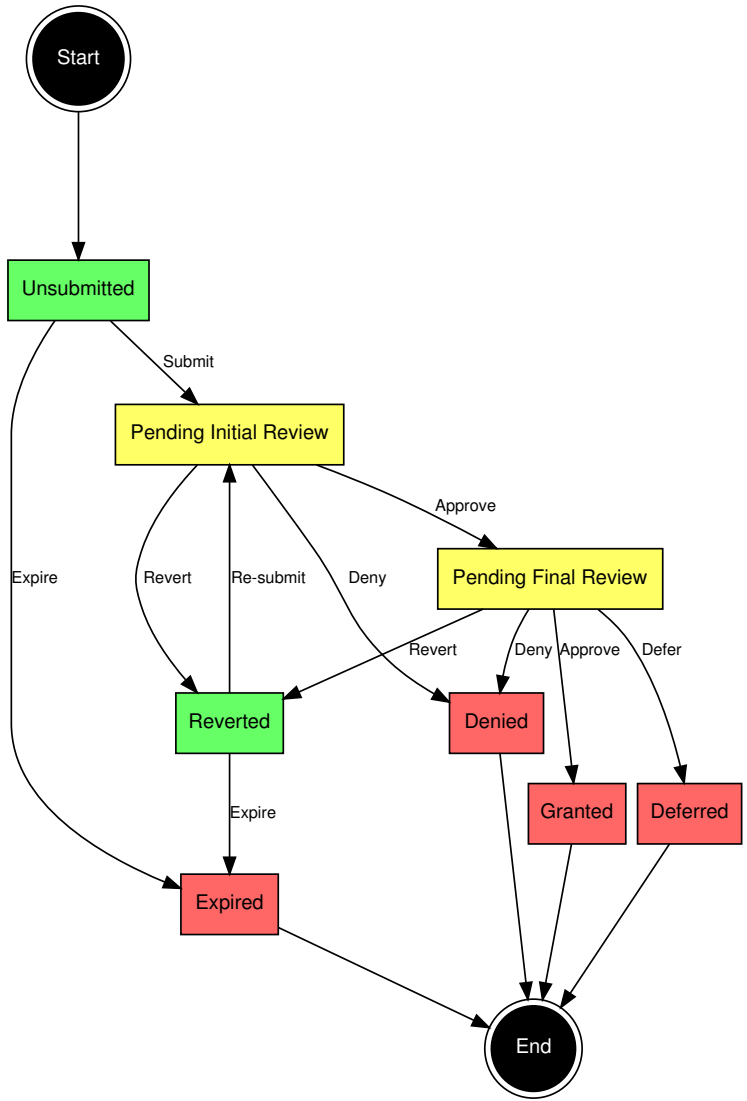 Start
Unsubmitted
Submit
Pending Initial Review
Approve
Expire
Revert
Re-submit
Deny
Pending Final Review
Revert
Deny
Approve
Defer
Reverted
Denied
Granted
Deferred
Expire
Expired
End